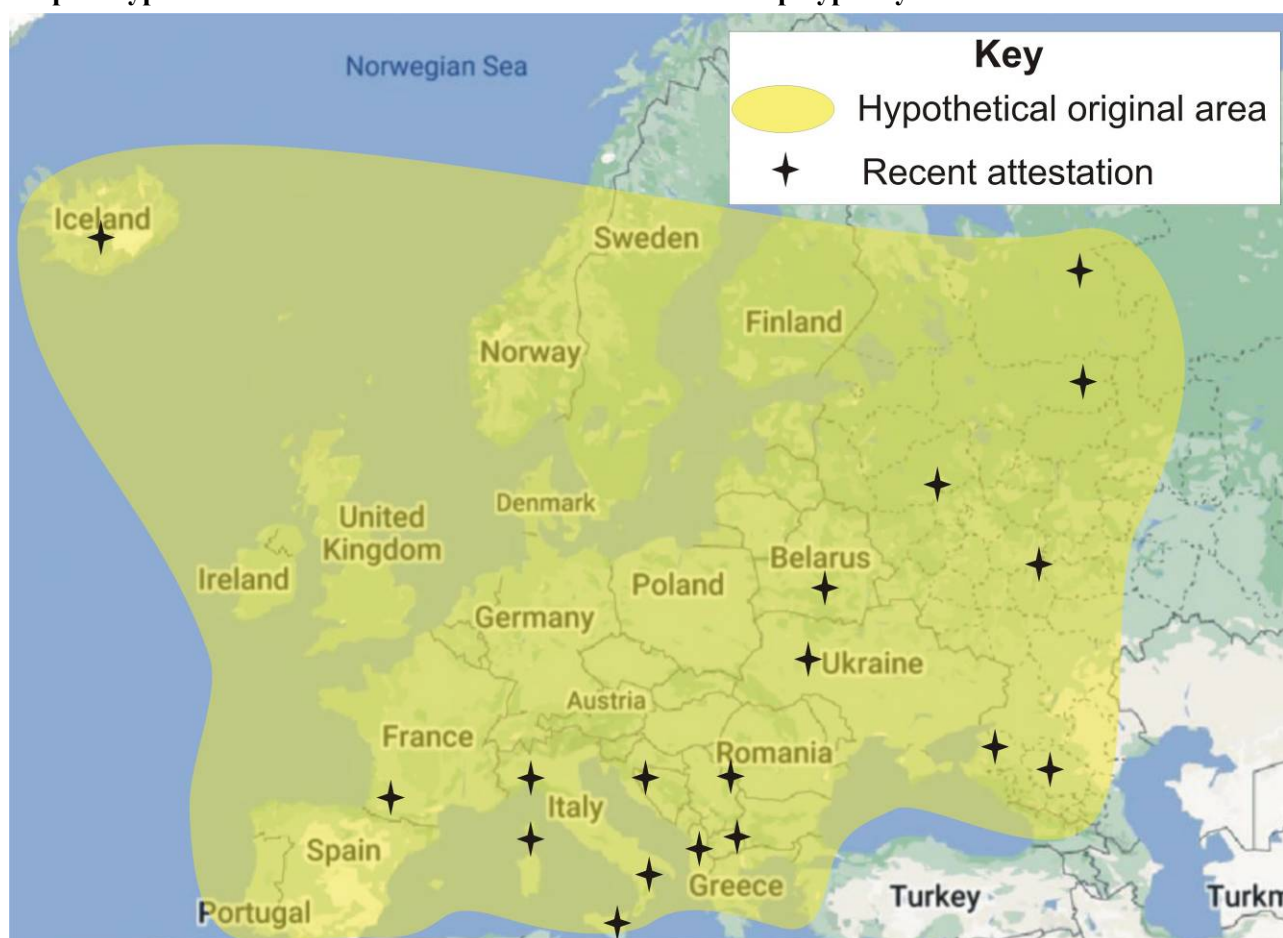 Norwegian Sea
Key
Hypothetical original area
Recent attestation
Iceland
Sweden
Finland
Norway
Denmark
United
Kingdom
Belarus
Ireland
Poland
Germany
Ukraine
Austria
France
Romania
Italy
Spain
Greece
Turkey
Turkm
Portugal